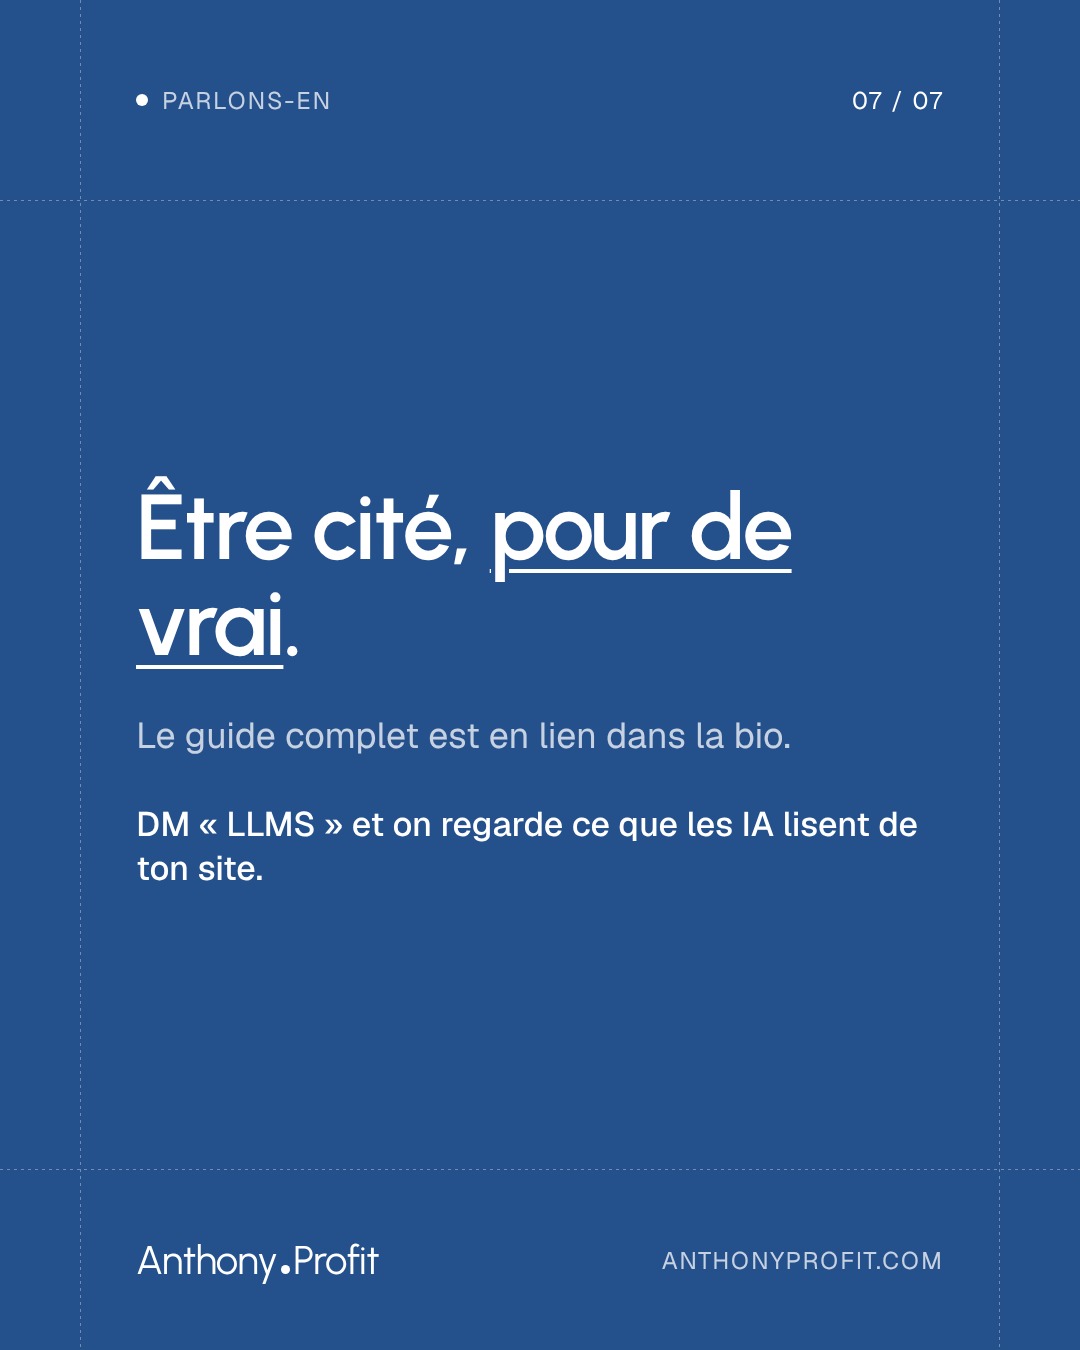 PARLONS-EN
07 / 07
Être cité, pour de
vrai.
Le guide complet est en lien dans la bio.
DM « LLMS » et on regarde ce que les IA lisent de
ton site.
Anthony.Profit
ANTHONYPROFIT.COM